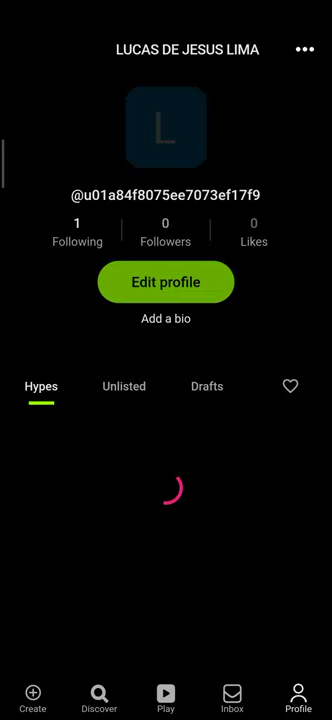 LUCAS DE JESUS LIMA
L
@u01a84f8075ee7073ef17f9
1 0 0
Following Followers Likes
Edit profile
Add a bio
Hypes Unlisted Drafts
Create Discover Play Inbox Profile